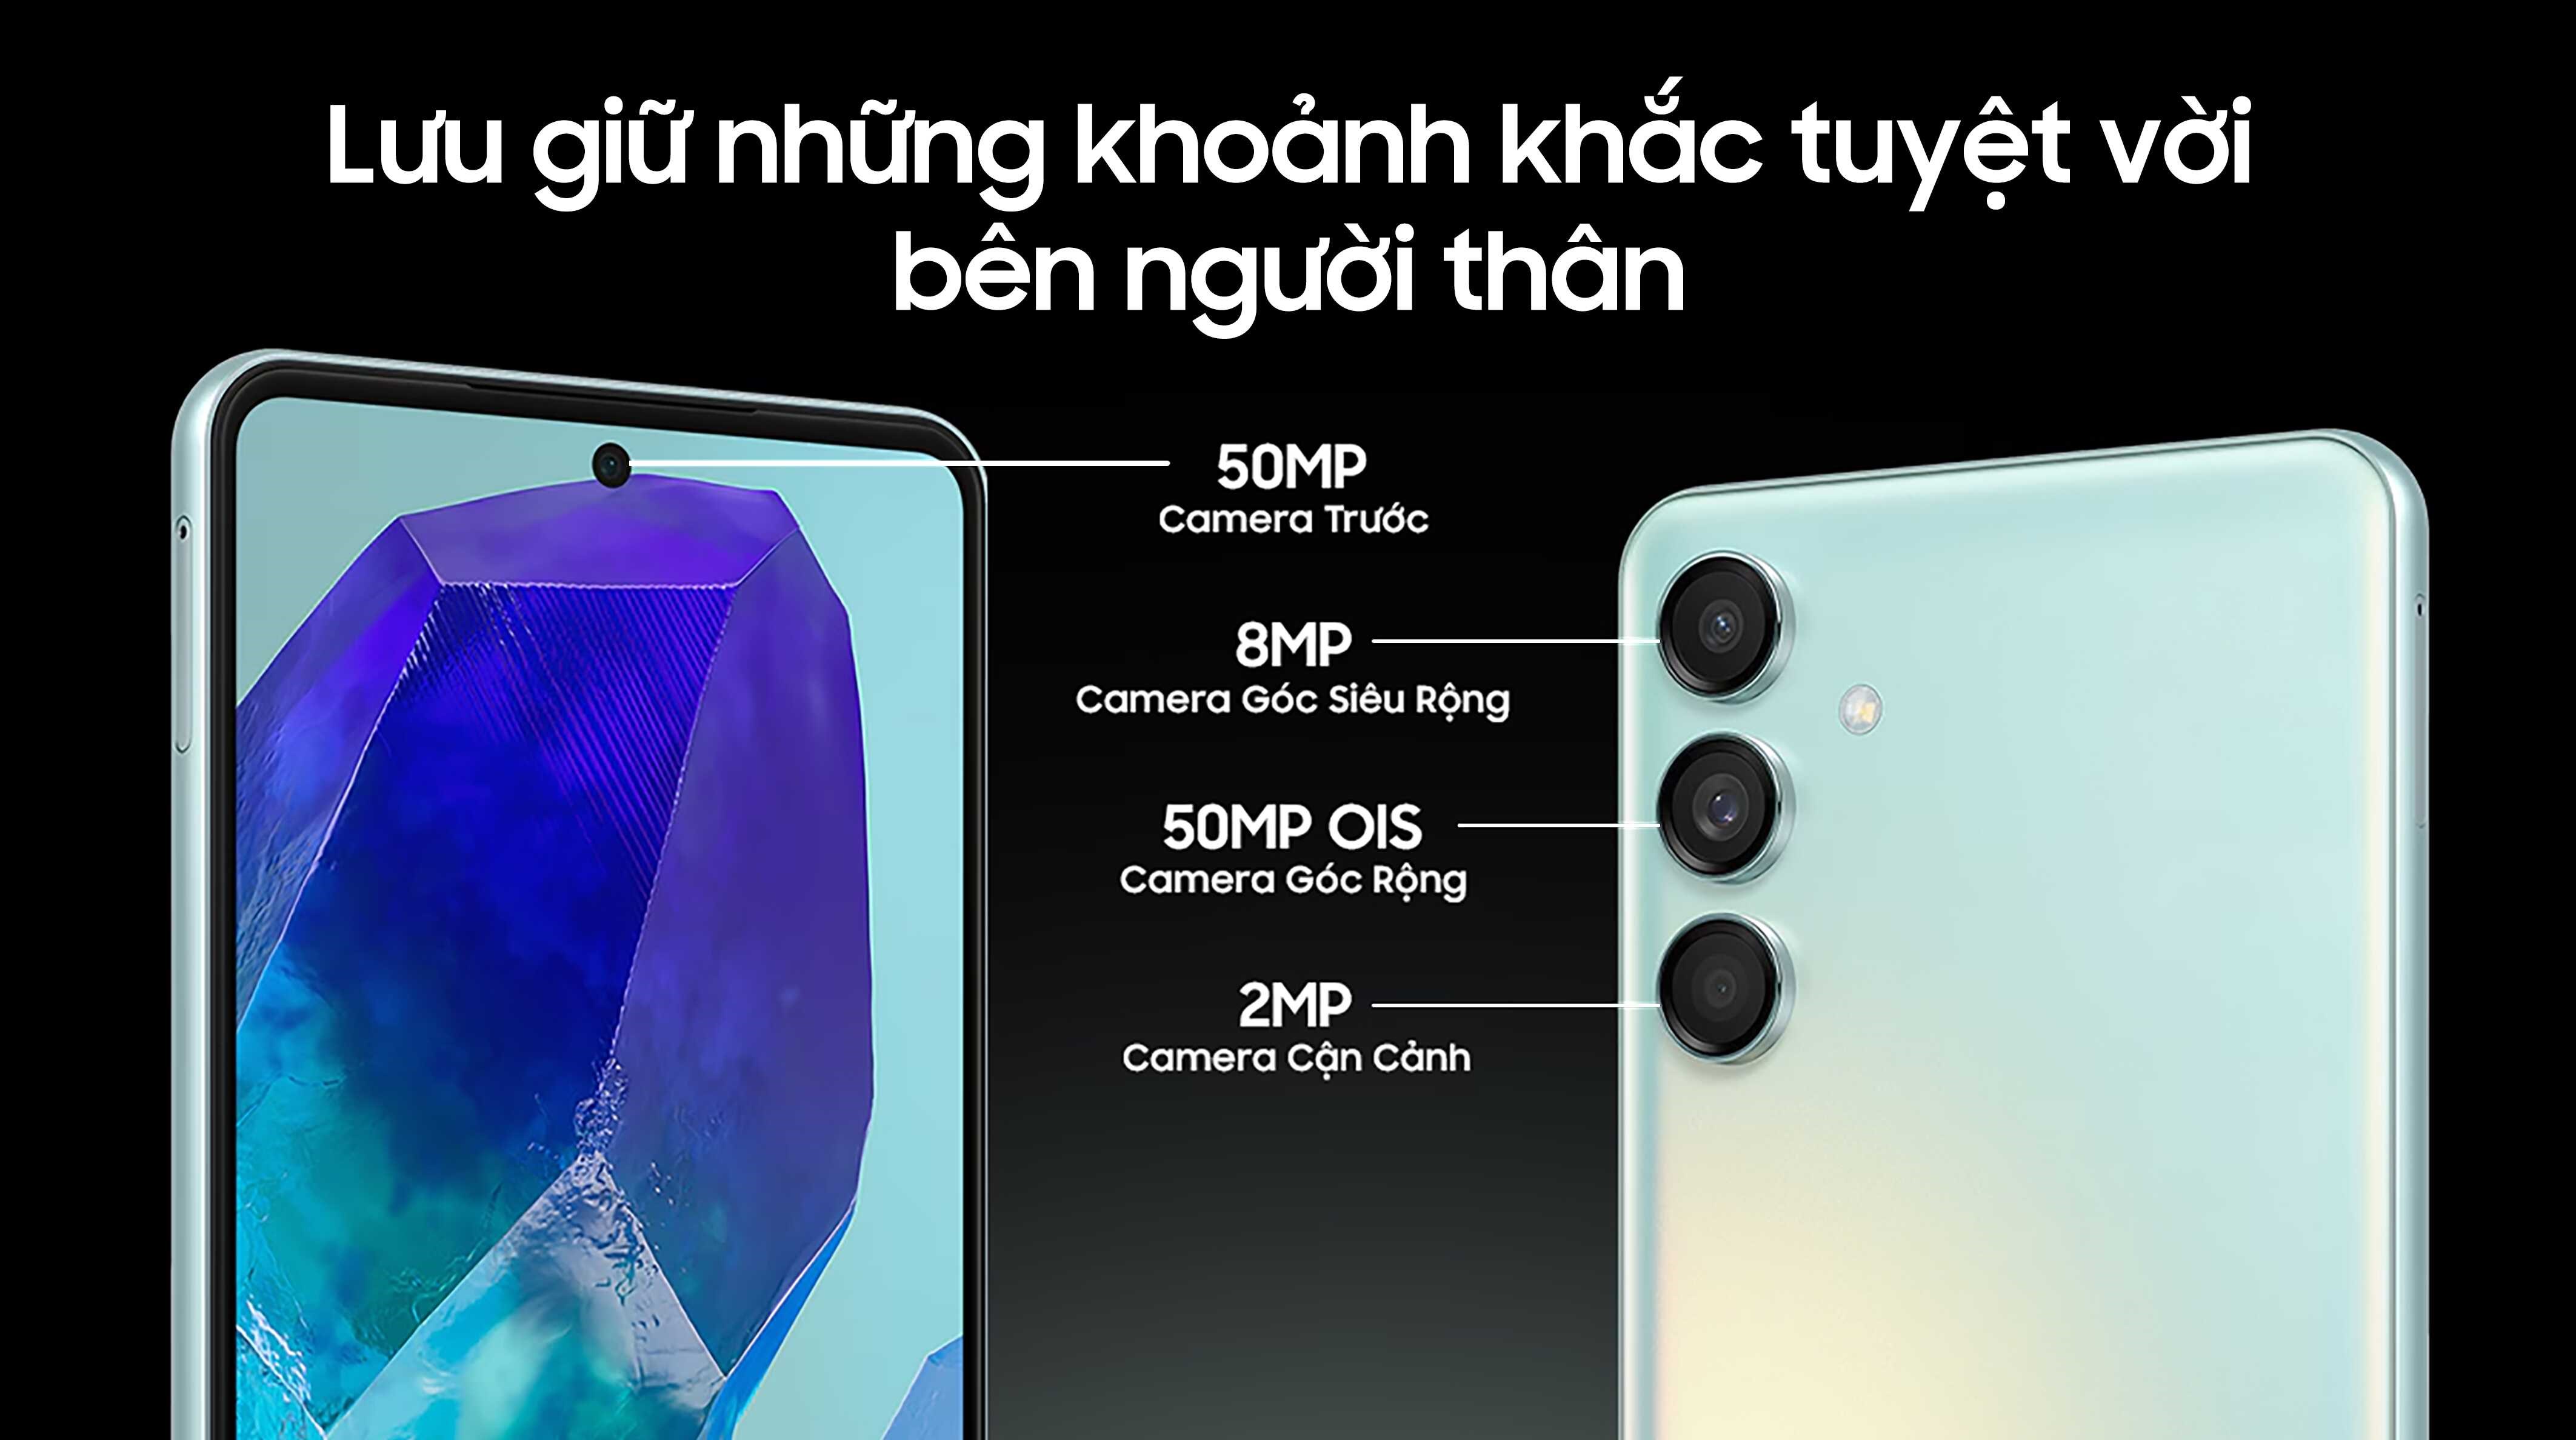 Lưu giữ những khoảnh khắc tuyệt vời
bên người thân
50MP
Camera Trước
8MP
Camera Góc Siêu Rộng
50MP OIS
Camera Góc Rộng
2MP
Camera Cận Cảnh